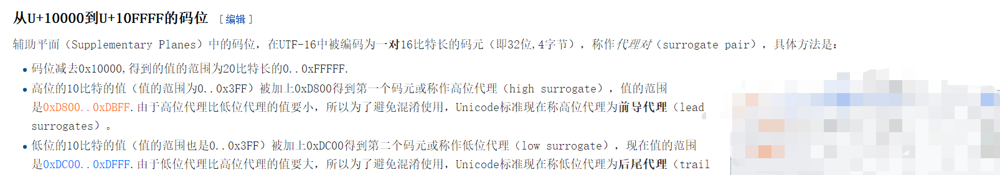 从U+10000到U+10FFFF的码位 [编辑]
辅助平面（Supplementary Planes）中的码位，在UTF-16中被编码为一对16比特长的码元（即32位,4字节），称作代理对（surrogate pair），具体方法是：
码位减去0x10000,得到的值的范围为20比特长的0..0xFFFFF.
高位的10比特的值（值的范围为0..0x3FF）被加上0xD800得到第一个码元或称作高位代理（high surrogate），值的范围
是0xD800..0xDBFF.由于高位代理比低位代理的值要小，所以为了避免混淆使用，Unicode标准现在称高位代理为前导代理（lead
surrogates）。
低位的10比特的值（值的范围也是0..0x3FF）被加上0xDC00得到第二个码元或称作低位代理（low surrogate），现在值的范围
是0xDC00..0xDFFF.由于低位代理比高位代理的值要大，所以为了避免混淆使用，Unicode标准现在称低位代理为后尾代理（trail